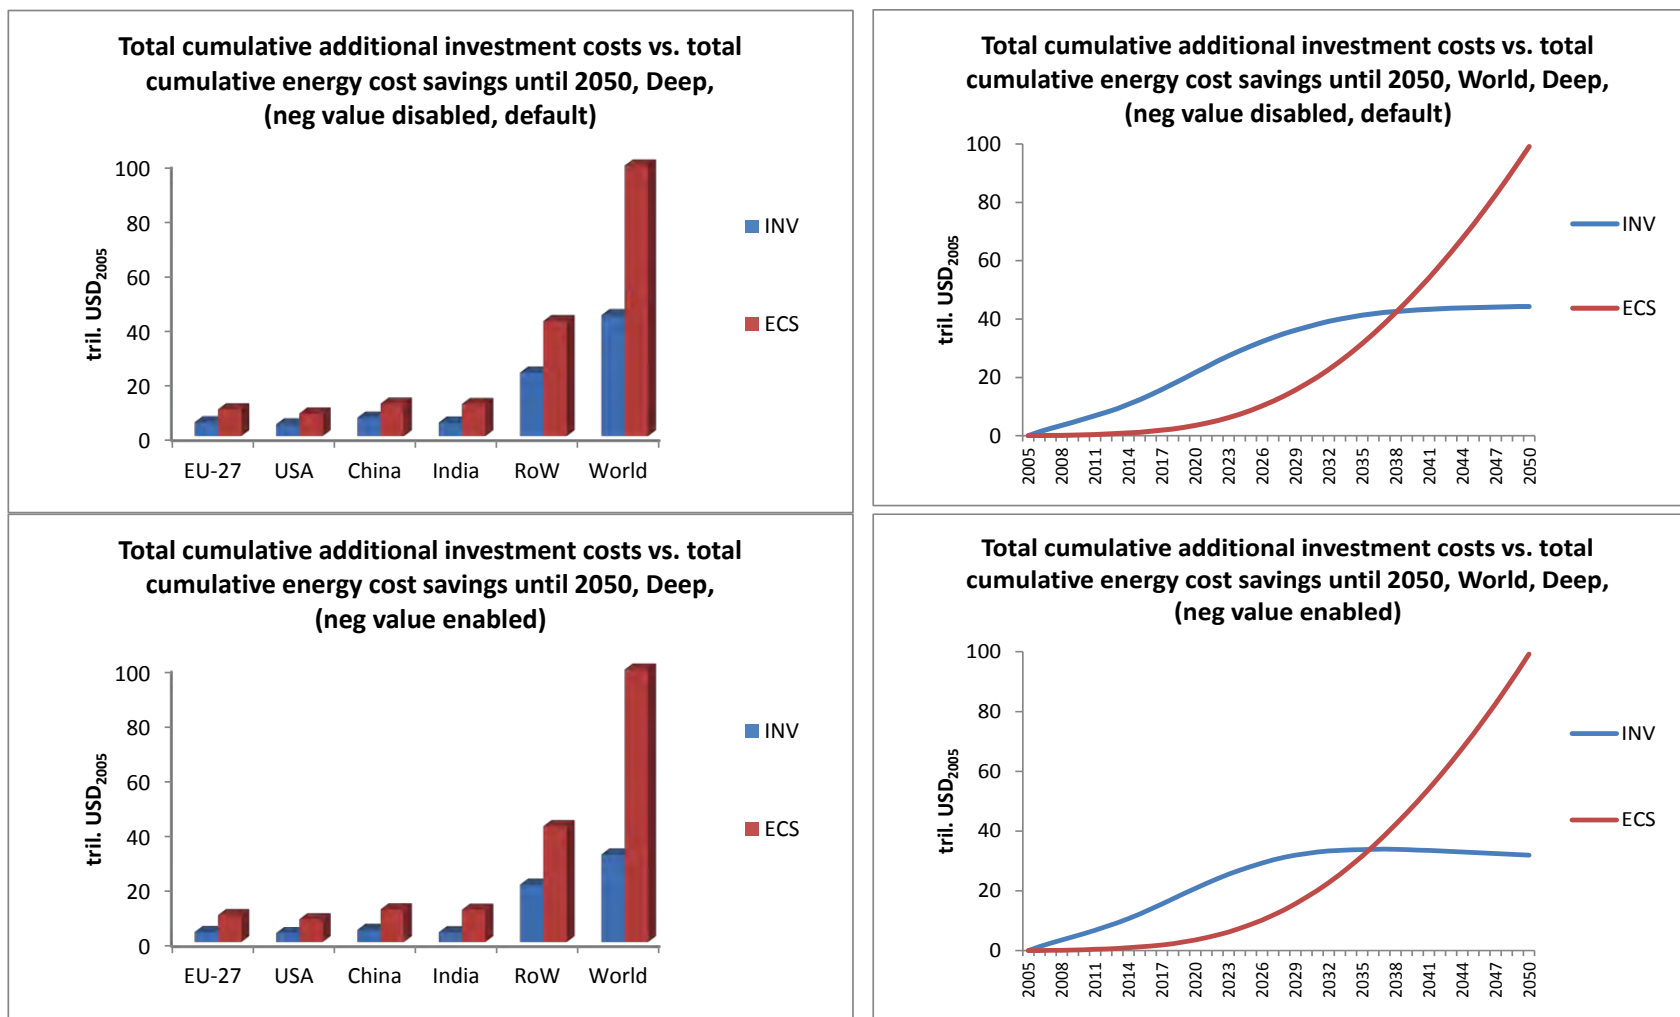 Total cumulative additional investment costs vs. total
cumulative energy cost savings until 2050, Deep,
(neg value disabled, default)
100
80
60
40
20
0
tril. USD2005
EU-27 USA China India RoW World
INV
ECS
Total cumulative additional investment costs vs. total
cumulative energy cost savings until 2050, World, Deep,
(neg value disabled, default)
100
80
60
40
20
0
tril. USD2005
2005 2008 2011 2014 2017 2020 2023 2026 2029 2032 2035 2038 2041 2044 2047 2050
INV
ECS
Total cumulative additional investment costs vs. total
cumulative energy cost savings until 2050, Deep,
(neg value enabled)
100
80
60
40
20
0
tril. USD2005
EU-27 USA China India RoW World
INV
ECS
Total cumulative additional investment costs vs. total
cumulative energy cost savings until 2050, World, Deep,
(neg value enabled)
100
80
60
40
20
0
tril. USD2005
2005 2008 2011 2014 2017 2020 2023 2026 2029 2032 2035 2038 2041 2044 2047 2050
INV
ECS